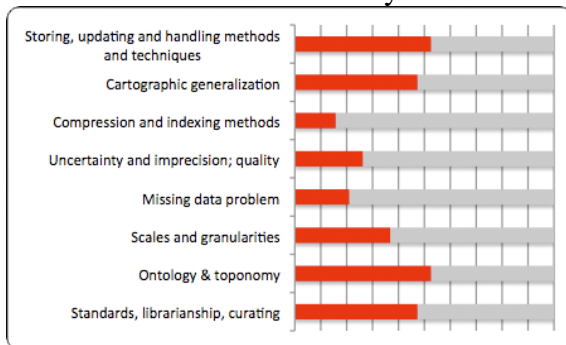 Storing, updating and handling methods
and techniques
Cartographic generalization
Compression and indexing methods
Uncertainty and imprecision; quality
Missing data problem
Scales and granularities
Ontology & toponomy
Standards, librarianship, curating